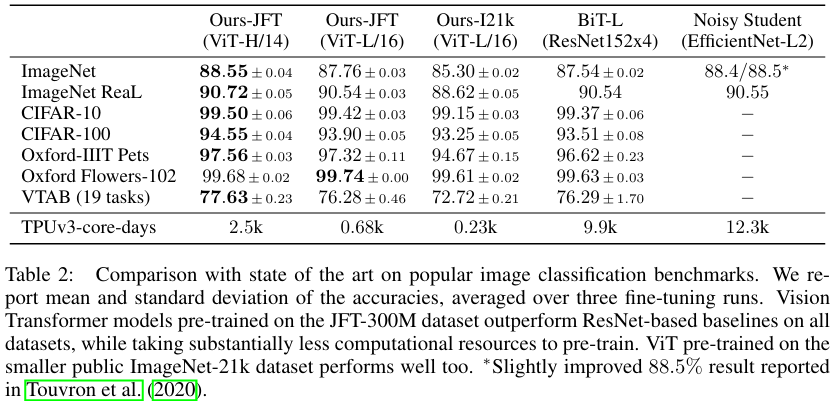 Ours-JFT Ours-JFT Ours-I21k BiT-L Noisy Student
(ViT-H/14) (ViT-L/16) (ViT-L/16) (ResNet152x4) (EfficientNet-L2)
ImageNet 88.55 ± 0.04 87.76 ± 0.03 85.30 ± 0.02 87.54 ± 0.02 88.4/88.5*
ImageNet ReaL 90.72 ± 0.05 90.54 ± 0.03 88.62 ± 0.05 90.54 90.55
CIFAR-10 99.50 ± 0.06 99.42 ± 0.03 99.15 ± 0.03 99.37 ± 0.06 −
CIFAR-100 94.55 ± 0.04 93.90 ± 0.05 93.25 ± 0.05 93.51 ± 0.08 −
Oxford-IIIT Pets 97.56 ± 0.03 97.32 ± 0.11 94.67 ± 0.15 96.62 ± 0.23 −
Oxford Flowers-102 99.68 ± 0.02 99.74 ± 0.00 99.61 ± 0.02 99.63 ± 0.03 −
VTAB (19 tasks) 77.63 ± 0.23 76.28 ± 0.46 72.72 ± 0.21 76.29 ± 1.70 −
TPUv3-core-days 2.5k 0.68k 0.23k 9.9k 12.3k
Table 2: Comparison with state of the art on popular image classification benchmarks. We re-
port mean and standard deviation of the accuracies, averaged over three fine-tuning runs. Vision
Transformer models pre-trained on the JFT-300M dataset outperform ResNet-based baselines on all
datasets, while taking substantially less computational resources to pre-train. ViT pre-trained on the
smaller public ImageNet-21k dataset performs well too. *Slightly improved 88.5% result reported
in Touvron et al. (2020).